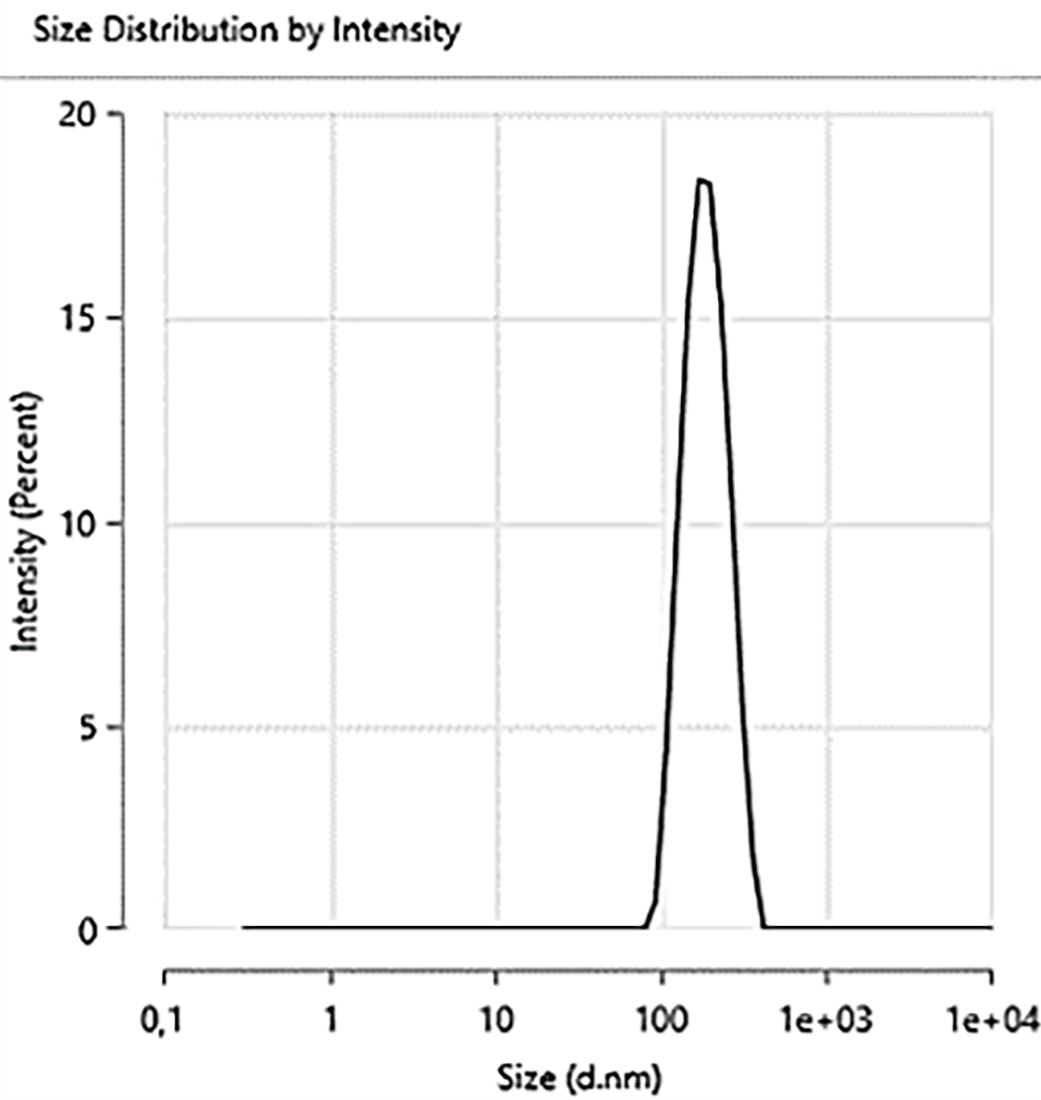 Size Distribution by Intensity
20
15
10
5
0
Intensity (Percent)
0,1 1 10 100 1e+03 1e+04
Size (d.nm)